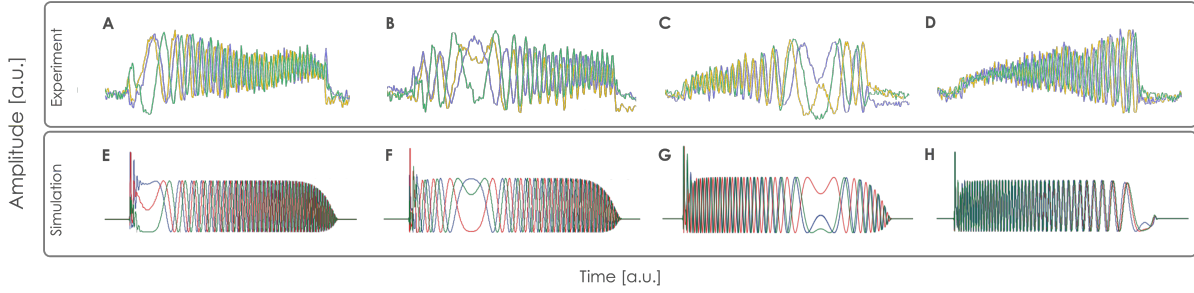 A B C D
Experiment
Amplitude [a.u.]
E F G H
Simulation
Time [a.u.]